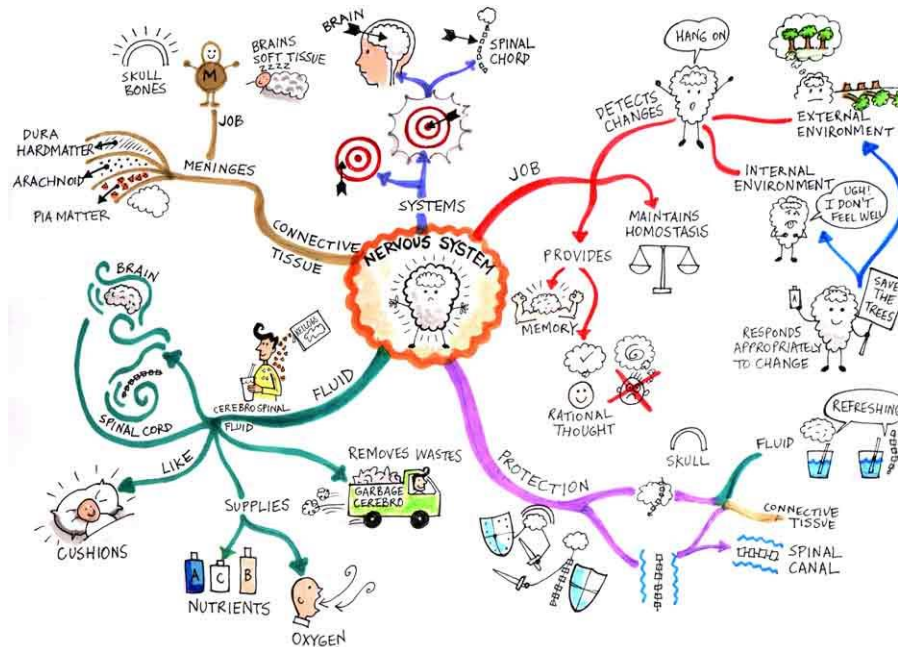 BRAIN
SPINAL
CHORD
SKULL
BONES
M
BRAINS
SOFT TISSUE
ZZZZ
JOB
DURA
HARDMATTER
ARACHNOID
PIA MATTER
MENINGES
CONNECTIVE
TISSUE
SYSTEMS
NERVOUS SYSTEM
JOB
DETECTS
CHANGES
HANG ON
EXTERNAL
ENVIRONMENT
INTERNAL
ENVIRONMENT
UGH!
I DON'T
FEEL WELL
SAVE
THE
TREES
A
RESPONDS
APPROPRIATELY
TO CHANGE
MAINTAINS
HOMOSTASIS
PROVIDES
MEMORY
RATIONAL
THOUGHT
BRAIN
SPINAL CORD
CEREBROSPINAL
FLUID
FLUID
LIKE
CUSHIONS
SUPPLIES
A
C
B
NUTRIENTS
OXYGEN
REMOVES WASTES
GARBAGE
CEREBRO
PROTECTION
SKULL
FLUID
REFRESHING
CONNECTIVE
TISSUE
SPINAL
CANAL